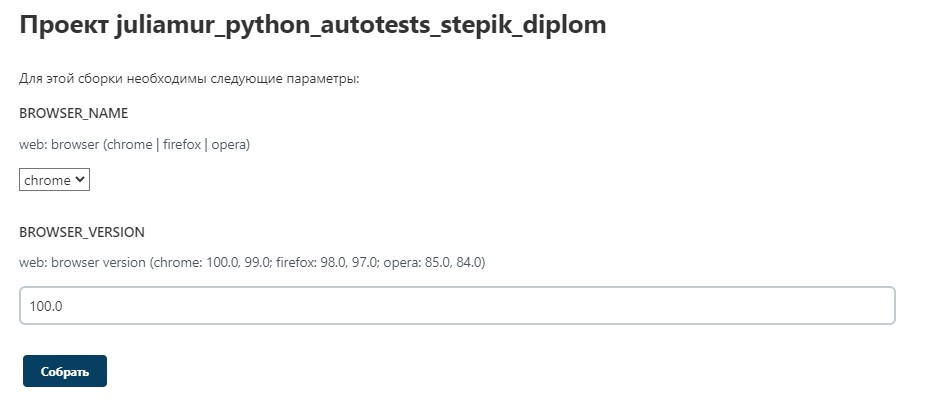 Проект juliamur_python_autotests_stepik_diplom
Для этой сборки необходимы следующие параметры:
BROWSER_NAME
web: browser (chrome | firefox | opera)
chrome
BROWSER_VERSION
web: browser version (chrome: 100.0, 99.0; firefox: 98.0, 97.0; opera: 85.0, 84.0)
100.0
Собрать